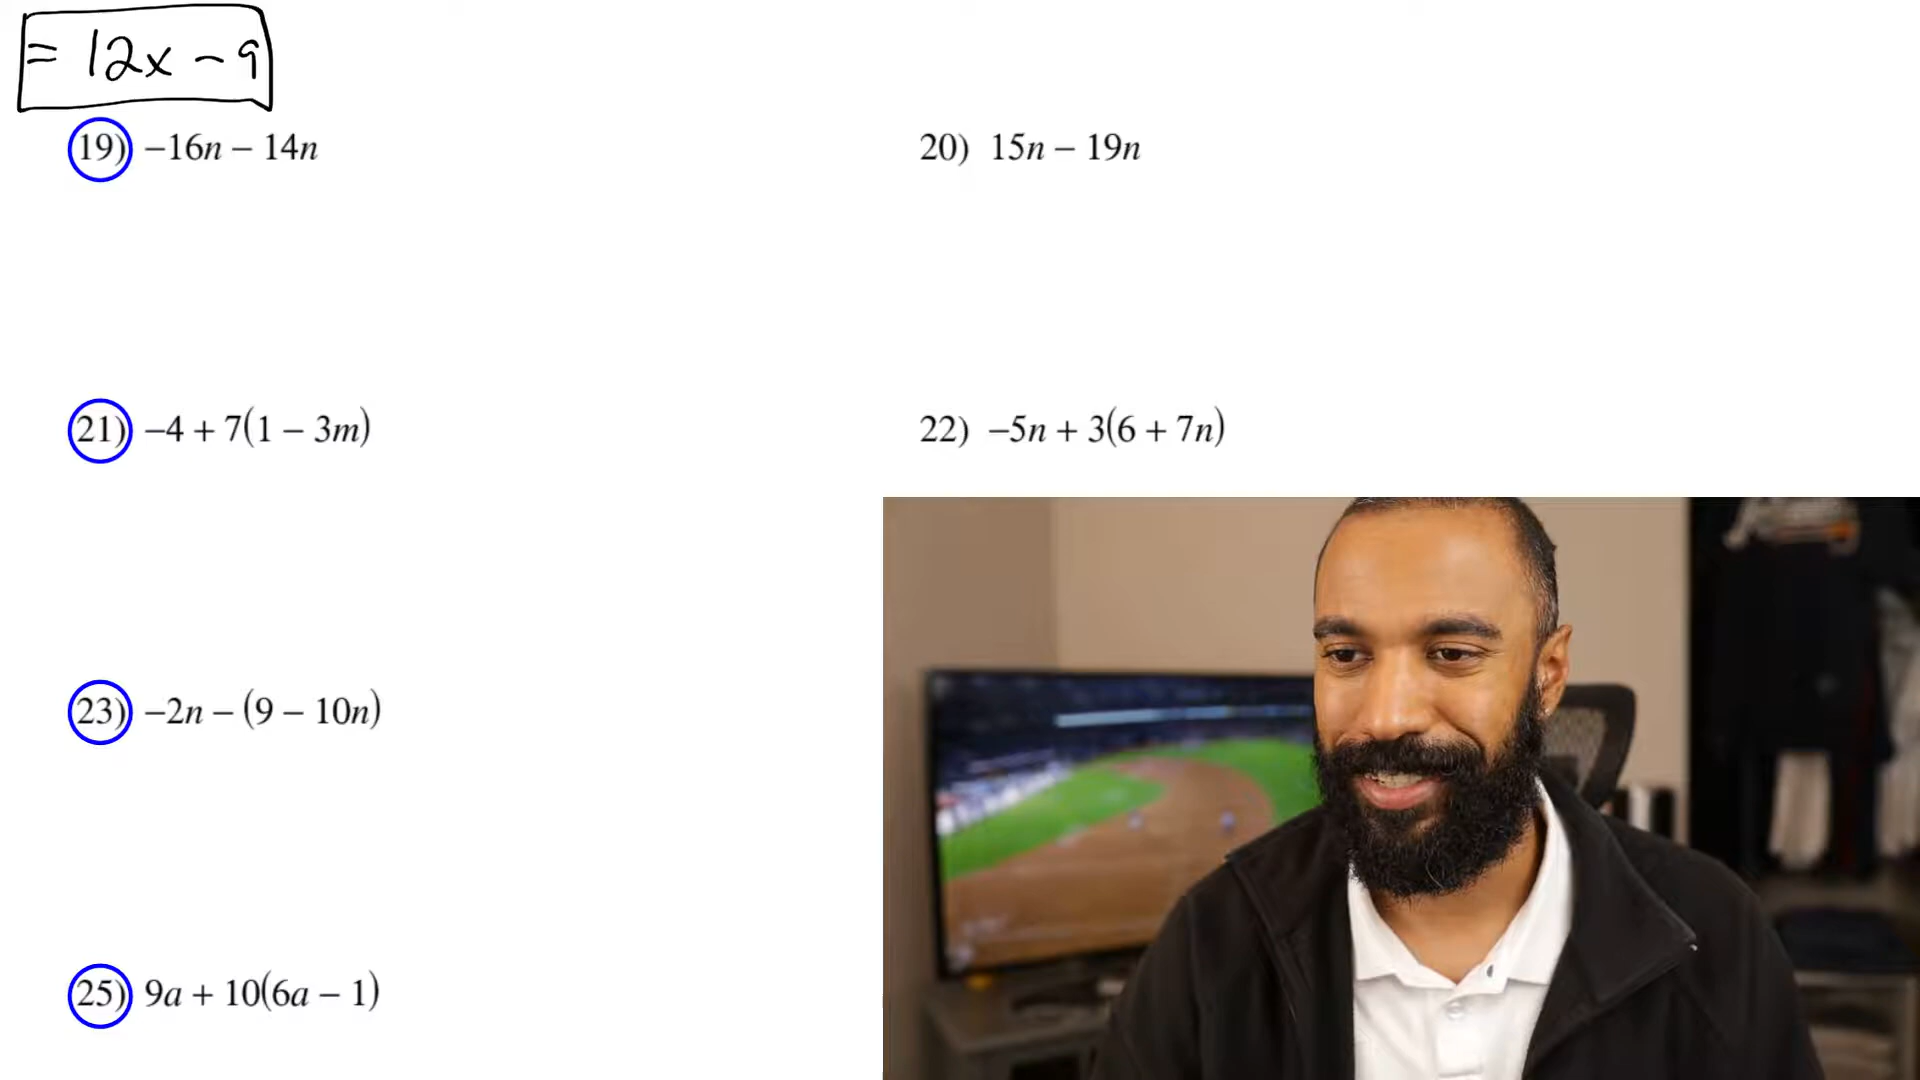 = 12x − 9
19) −16n − 14n
20) 15n − 19n
21) −4 + 7(1 − 3m)
22) −5n + 3(6 + 7n)
23) −2n − (9 − 10n)
25) 9a + 10(6a − 1)